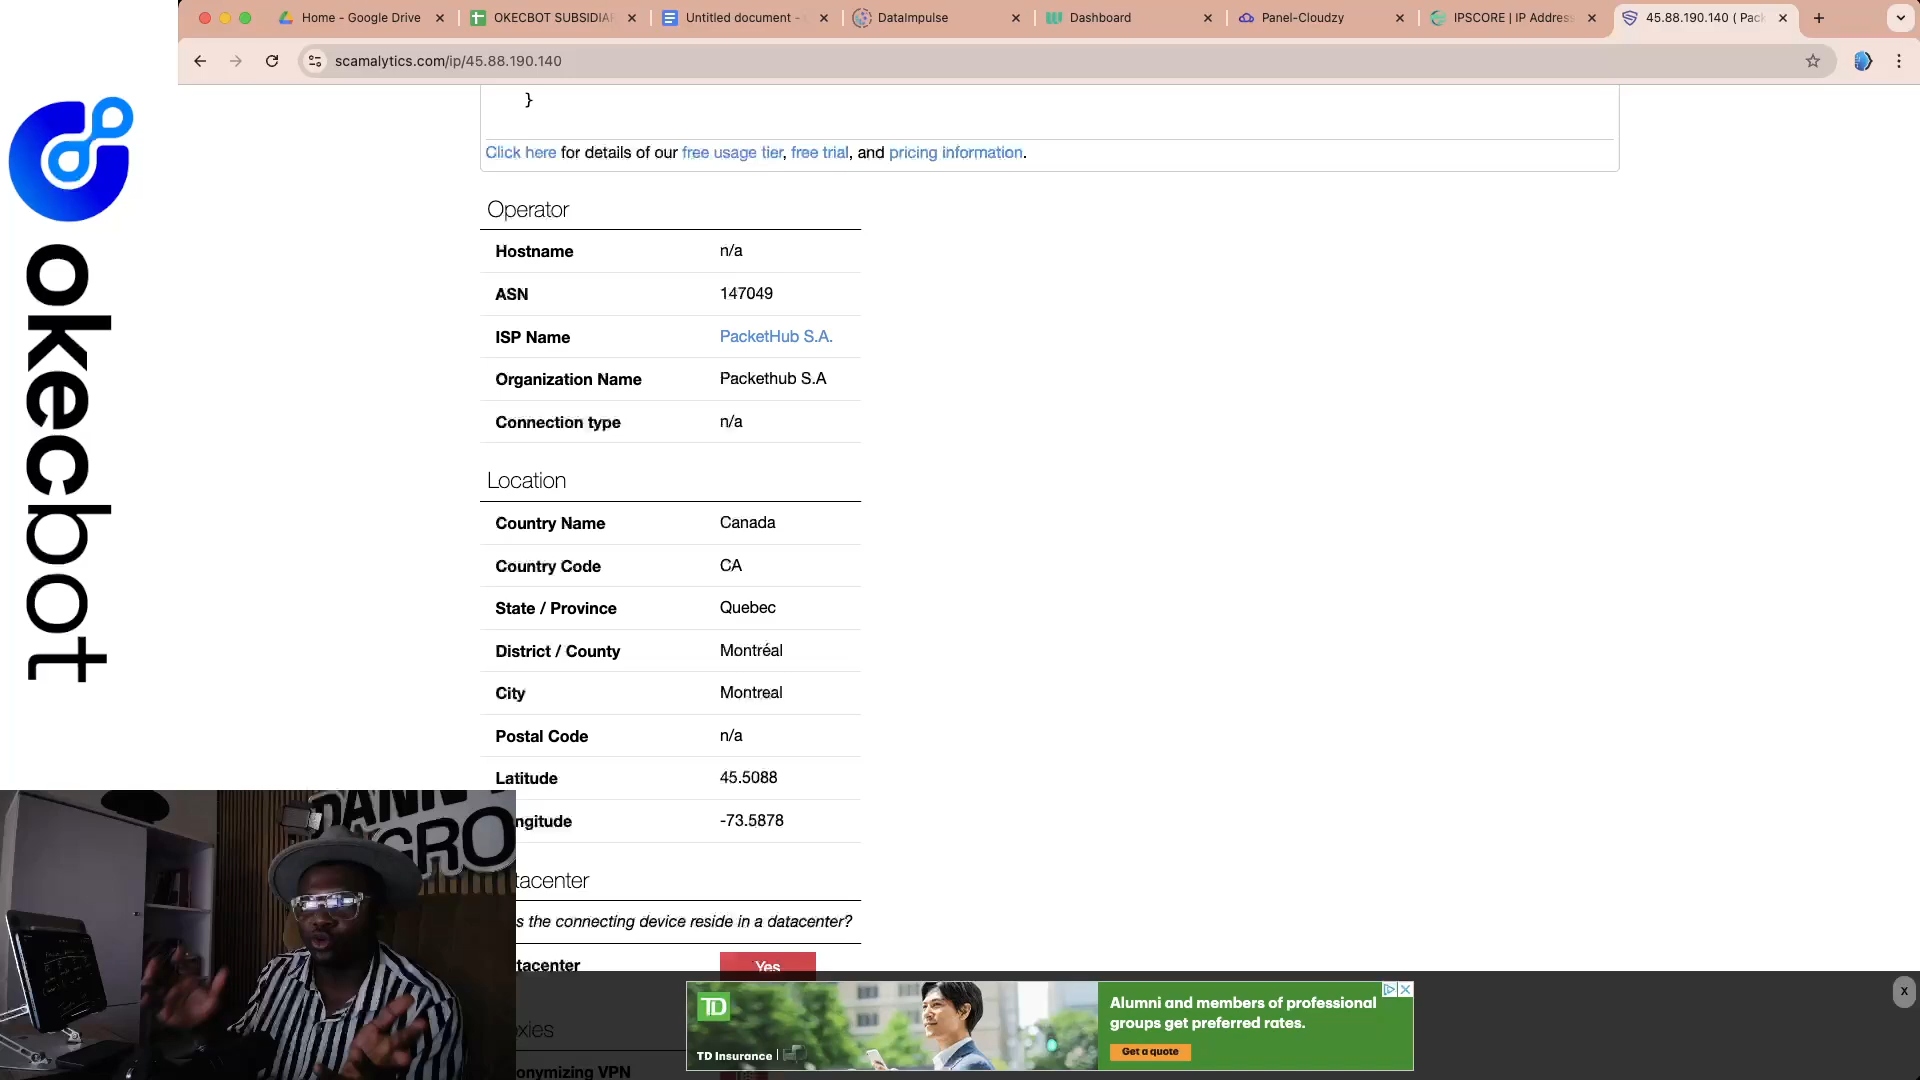 Home - Google Drive
OKECBOT SUBSIDIA
Untitled document -
DataImpulse
Dashboard
Panel-Cloudzy
IPSCORE | IP Address
45.88.190.140 ( Pack
scamalytics.com/ip/45.88.190.140
okecbot
}
Click here for details of our free usage tier, free trial, and pricing information.
Operator
Hostname n/a
ASN 147049
ISP Name PacketHub S.A.
Organization Name Packethub S.A
Connection type n/a
Location
Country Name Canada
Country Code CA
State / Province Quebec
District / County Montréal
City Montreal
Postal Code n/a
Latitude 45.5088
ngitude -73.5878
tacenter
s the connecting device reside in a datacenter?
tacenter Yes
xies
onymizing VPN
GRO
TD
TD Insurance
Alumni and members of professional
groups get preferred rates.
Get a quote
x